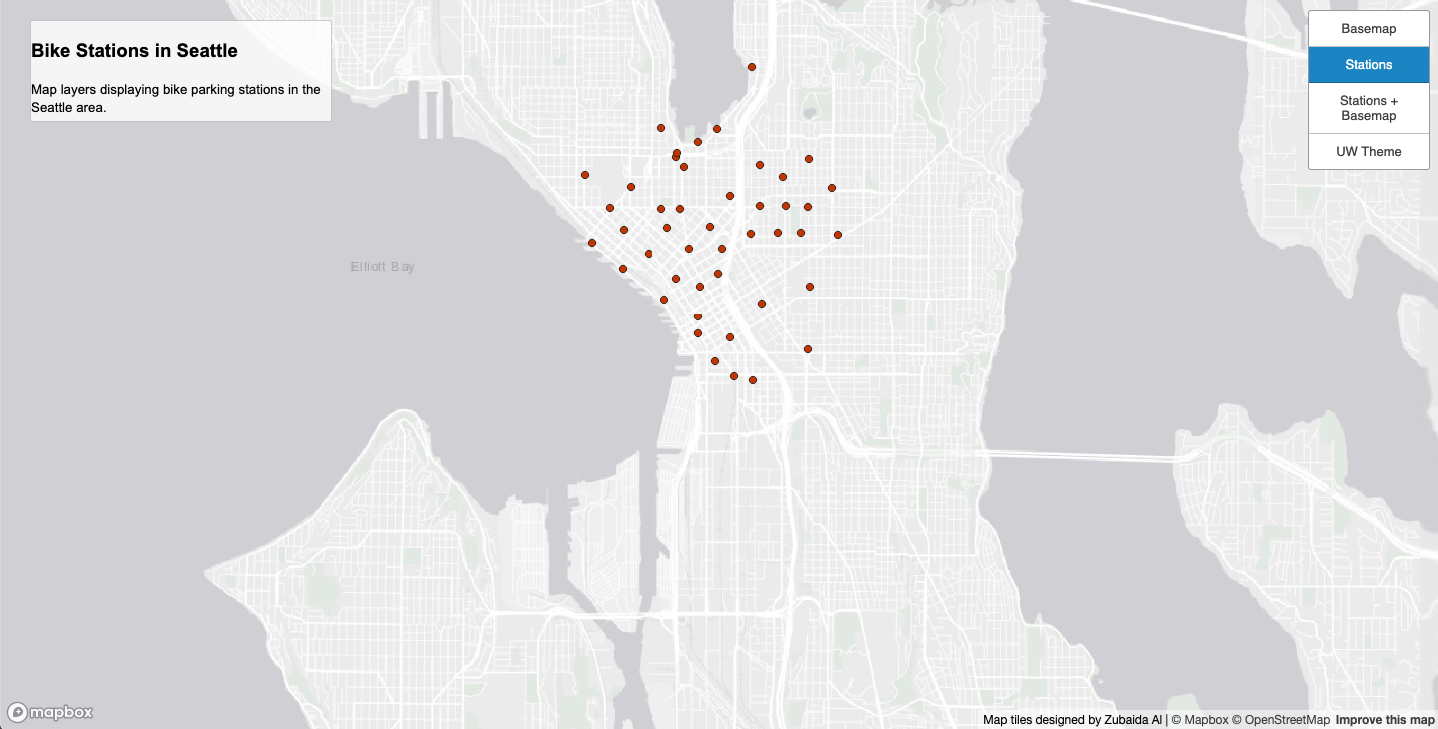 Bike Stations in Seattle
Map layers displaying bike parking stations in the
Seattle area.
Basemap
Stations
Stations +
Basemap
UW Theme
Elliott Bay
mapbox
Map tiles designed by Zubaida Al | © Mapbox © OpenStreetMap Improve this map